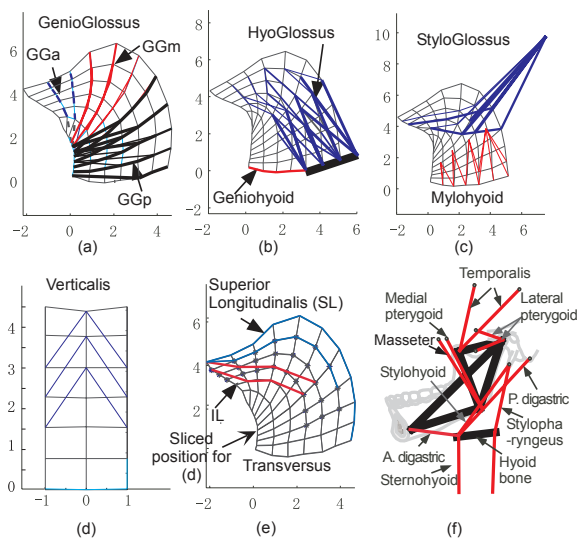 GenioGlossus
GGa
GGm
GGp
6
4
2
0
0
2
4
(a)
HyoGlossus
Geniohyoid
8
6
4
2
0
-2
-2
0
2
4
6
(b)
StyloGlossus
Mylohyoid
10
8
6
4
2
0
-2
0
2
4
6
(c)
Verticalis
4
3
2
1
0
-1
0
1
(d)
Superior
Longitudinalis (SL)
6
4
2
IL
Sliced
position for
(d)
Transversus
-2
0
2
4
(e)
Temporalis
Medial
pterygoid
Lateral
pterygoid
Masseter
Stylohyoid
P. digastric
Stylopha
-ryngeus
A. digastric
Sternohyoid
Hyoid
bone
(f)